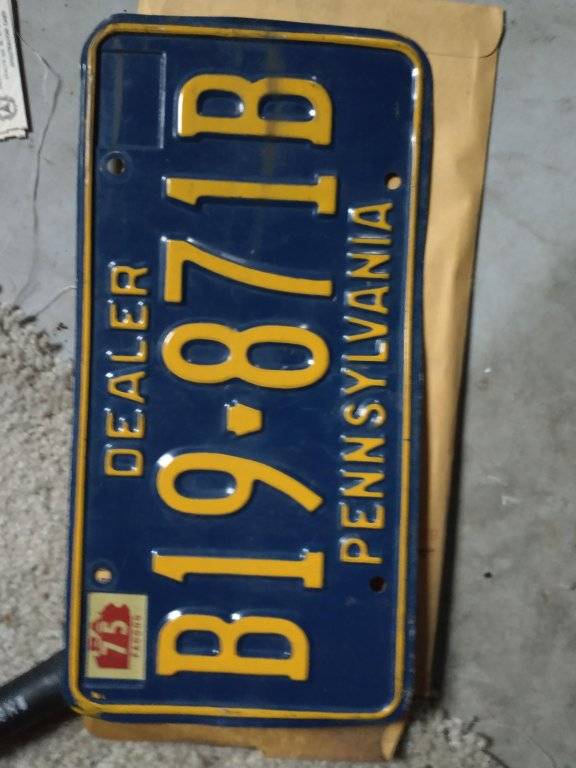 DEALER
B19 871B
PENNSYLVANIA
75